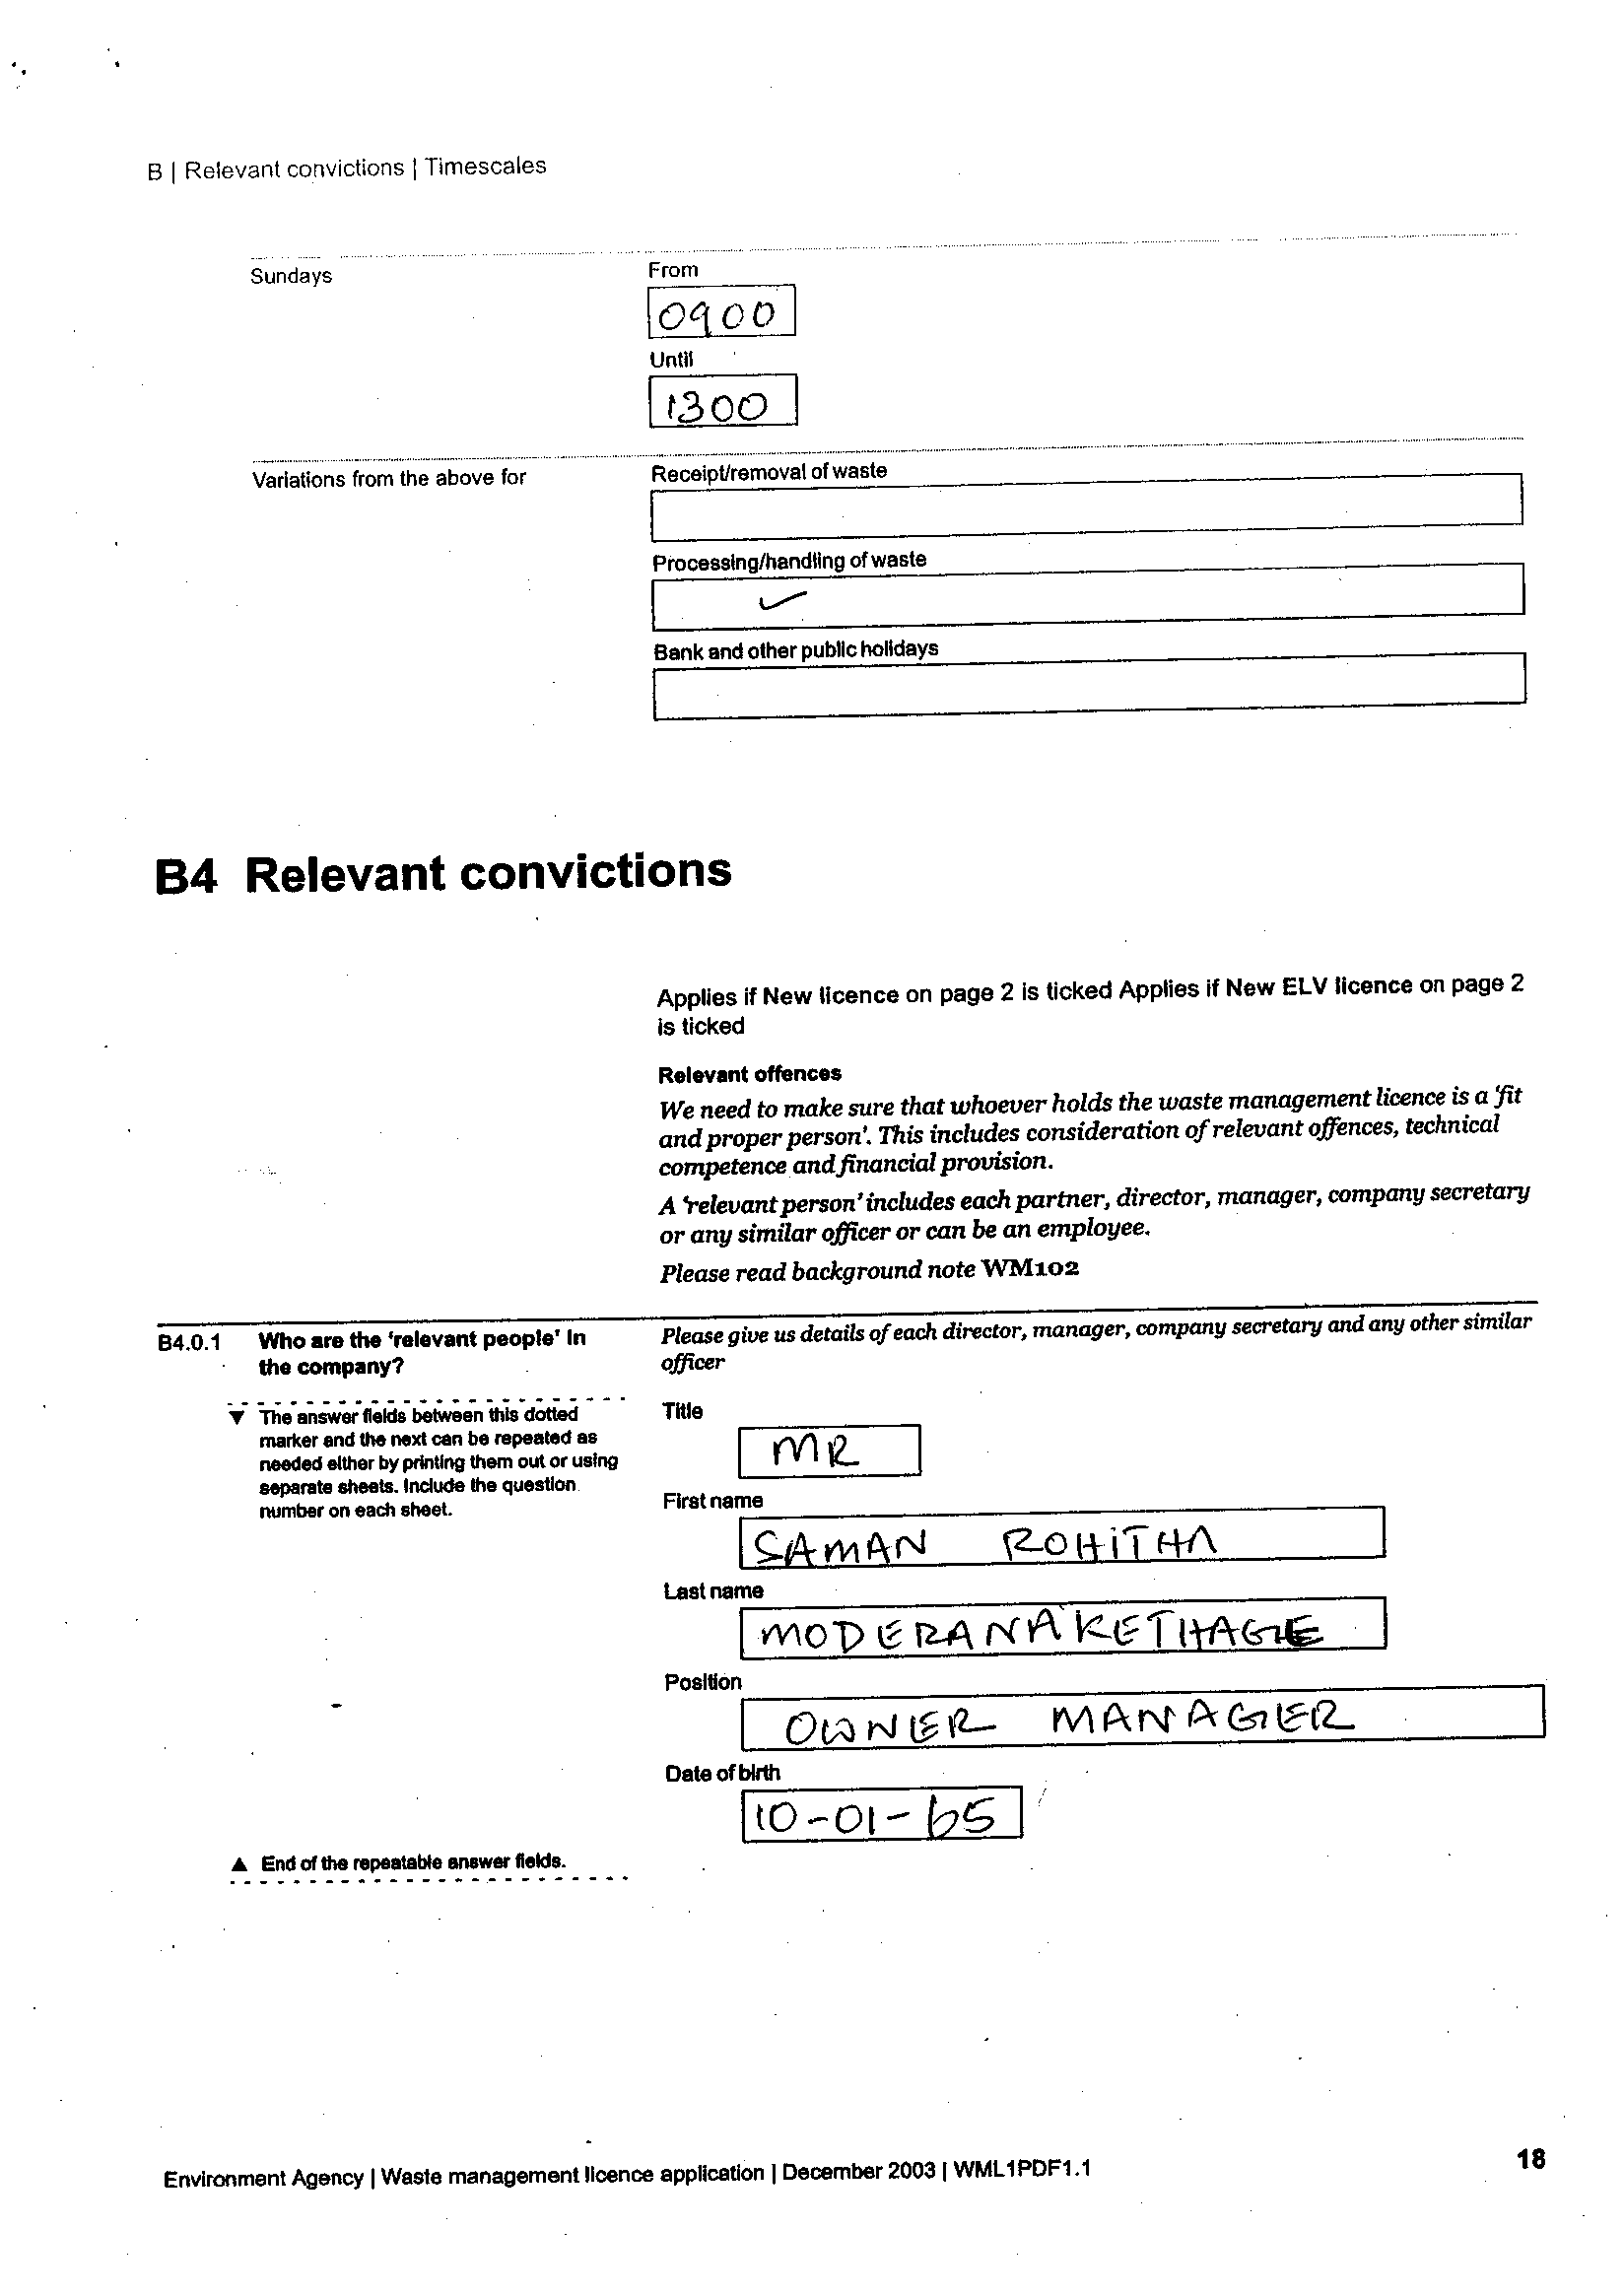 B | Relevant convictions | Timescales
Sundays
From
0900
Until
1300
Variations from the above for
Receipt/removal of waste
Processing/handling of waste
✓
Bank and other public holidays
B4 Relevant convictions
Applies if New licence on page 2 is ticked Applies if New ELV licence on page 2
is ticked
Relevant offences
We need to make sure that whoever holds the waste management licence is a 'fit
and proper person'. This includes consideration of relevant offences, technical
competence and financial provision.
A 'relevant person' includes each partner, director, manager, company secretary
or any similar officer or can be an employee.
Please read background note WM102
B4.0.1 Who are the 'relevant people' in
the company?
Please give us details of each director, manager, company secretary and any other similar
officer
▼ The answer fields between this dotted
marker and the next can be repeated as
needed either by printing them out or using
separate sheets. Include the question
number on each sheet.
Title
MR
First name
SAMAN ROHITHA
Last name
MODERANAKETHAGE
Position
OWNER MANAGER
Date of birth
10-01-65
▲ End of the repeatable answer fields.
Environment Agency | Waste management licence application | December 2003 | WML1PDF1.1
18